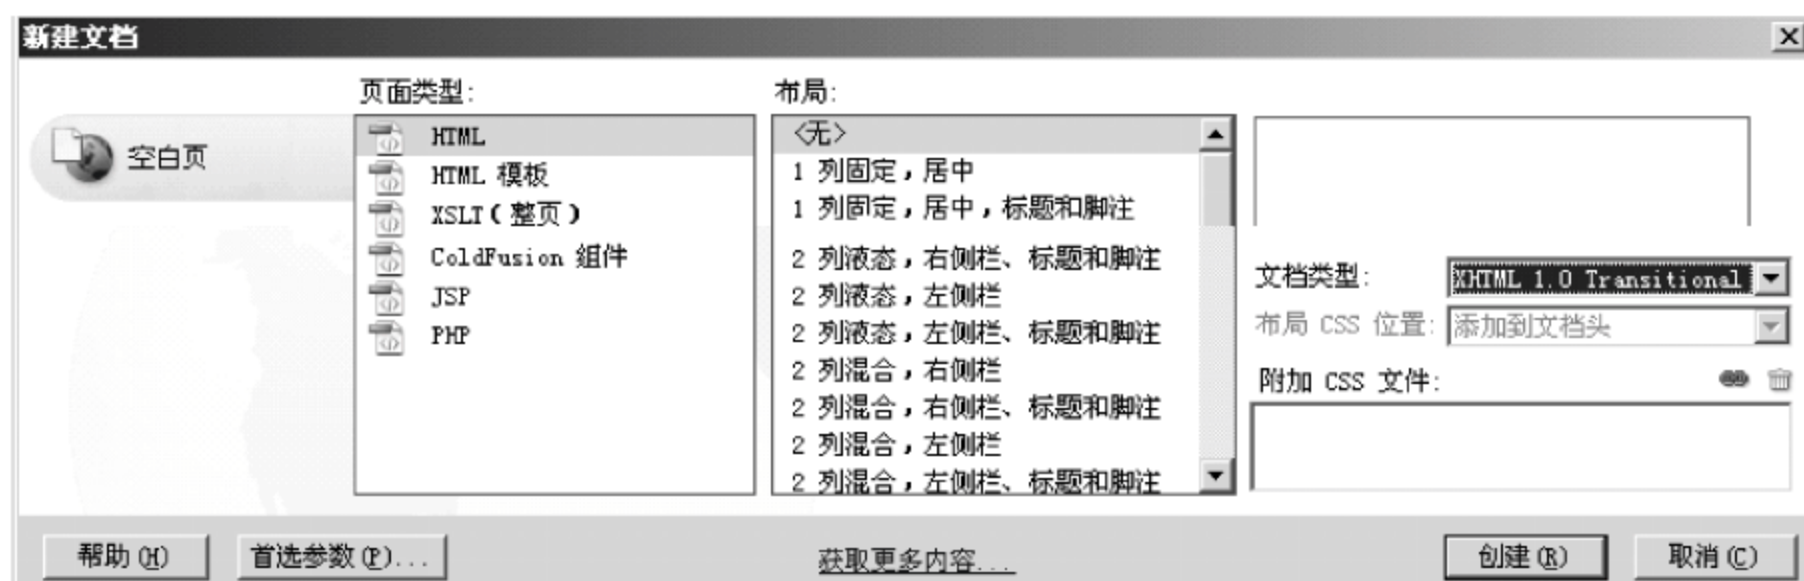 新建文档
页面类型:
布局:
空白页
HTML
HTML 模板
XSLT(整页)
ColdFusion 组件
JSP
PHP
<无>
1 列固定,居中
1 列固定,居中,标题和脚注
2 列液态,右侧栏、标题和脚注
2 列液态,左侧栏
2 列液态,左侧栏、标题和脚注
2 列混合,右侧栏
2 列混合,右侧栏、标题和脚注
2 列混合,左侧栏
2 列混合,左侧栏、标题和脚注
文档类型:
XHTML 1.0 Transitional
布局 CSS 位置:
添加到文档头
附加 CSS 文件:
帮助(H)
首选参数(P)...
获取更多内容...
创建(R)
取消(C)